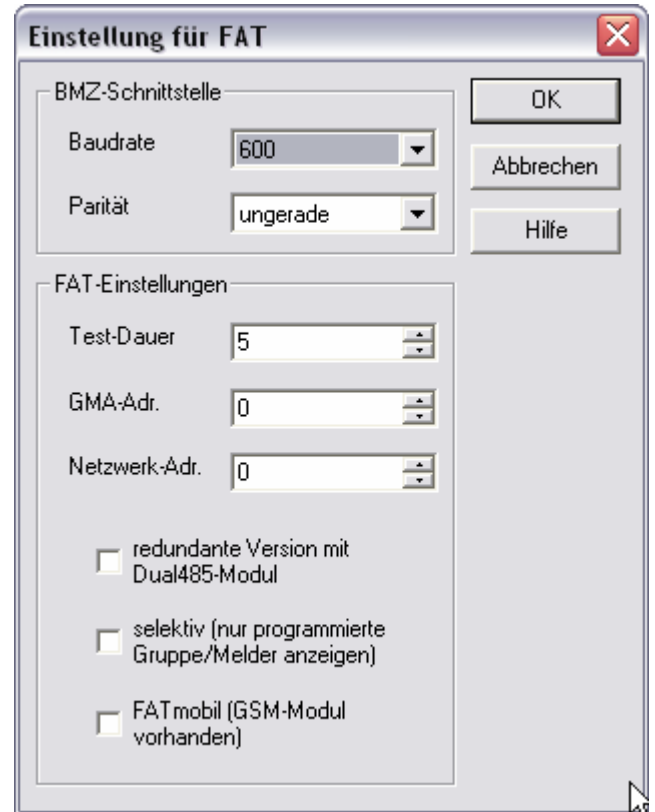 Einstellung für FAT
BMZ-Schnittstelle
Baudrate
600
Parität
ungerade
OK
Abbrechen
Hilfe
FAT-Einstellungen
Test-Dauer
5
GMA-Adr.
0
Netzwerk-Adr.
0
redundante Version mit
Dual485-Modul
selektiv (nur programmierte
Gruppe/Melder anzeigen)
FATmobil (GSM-Modul
vorhanden)